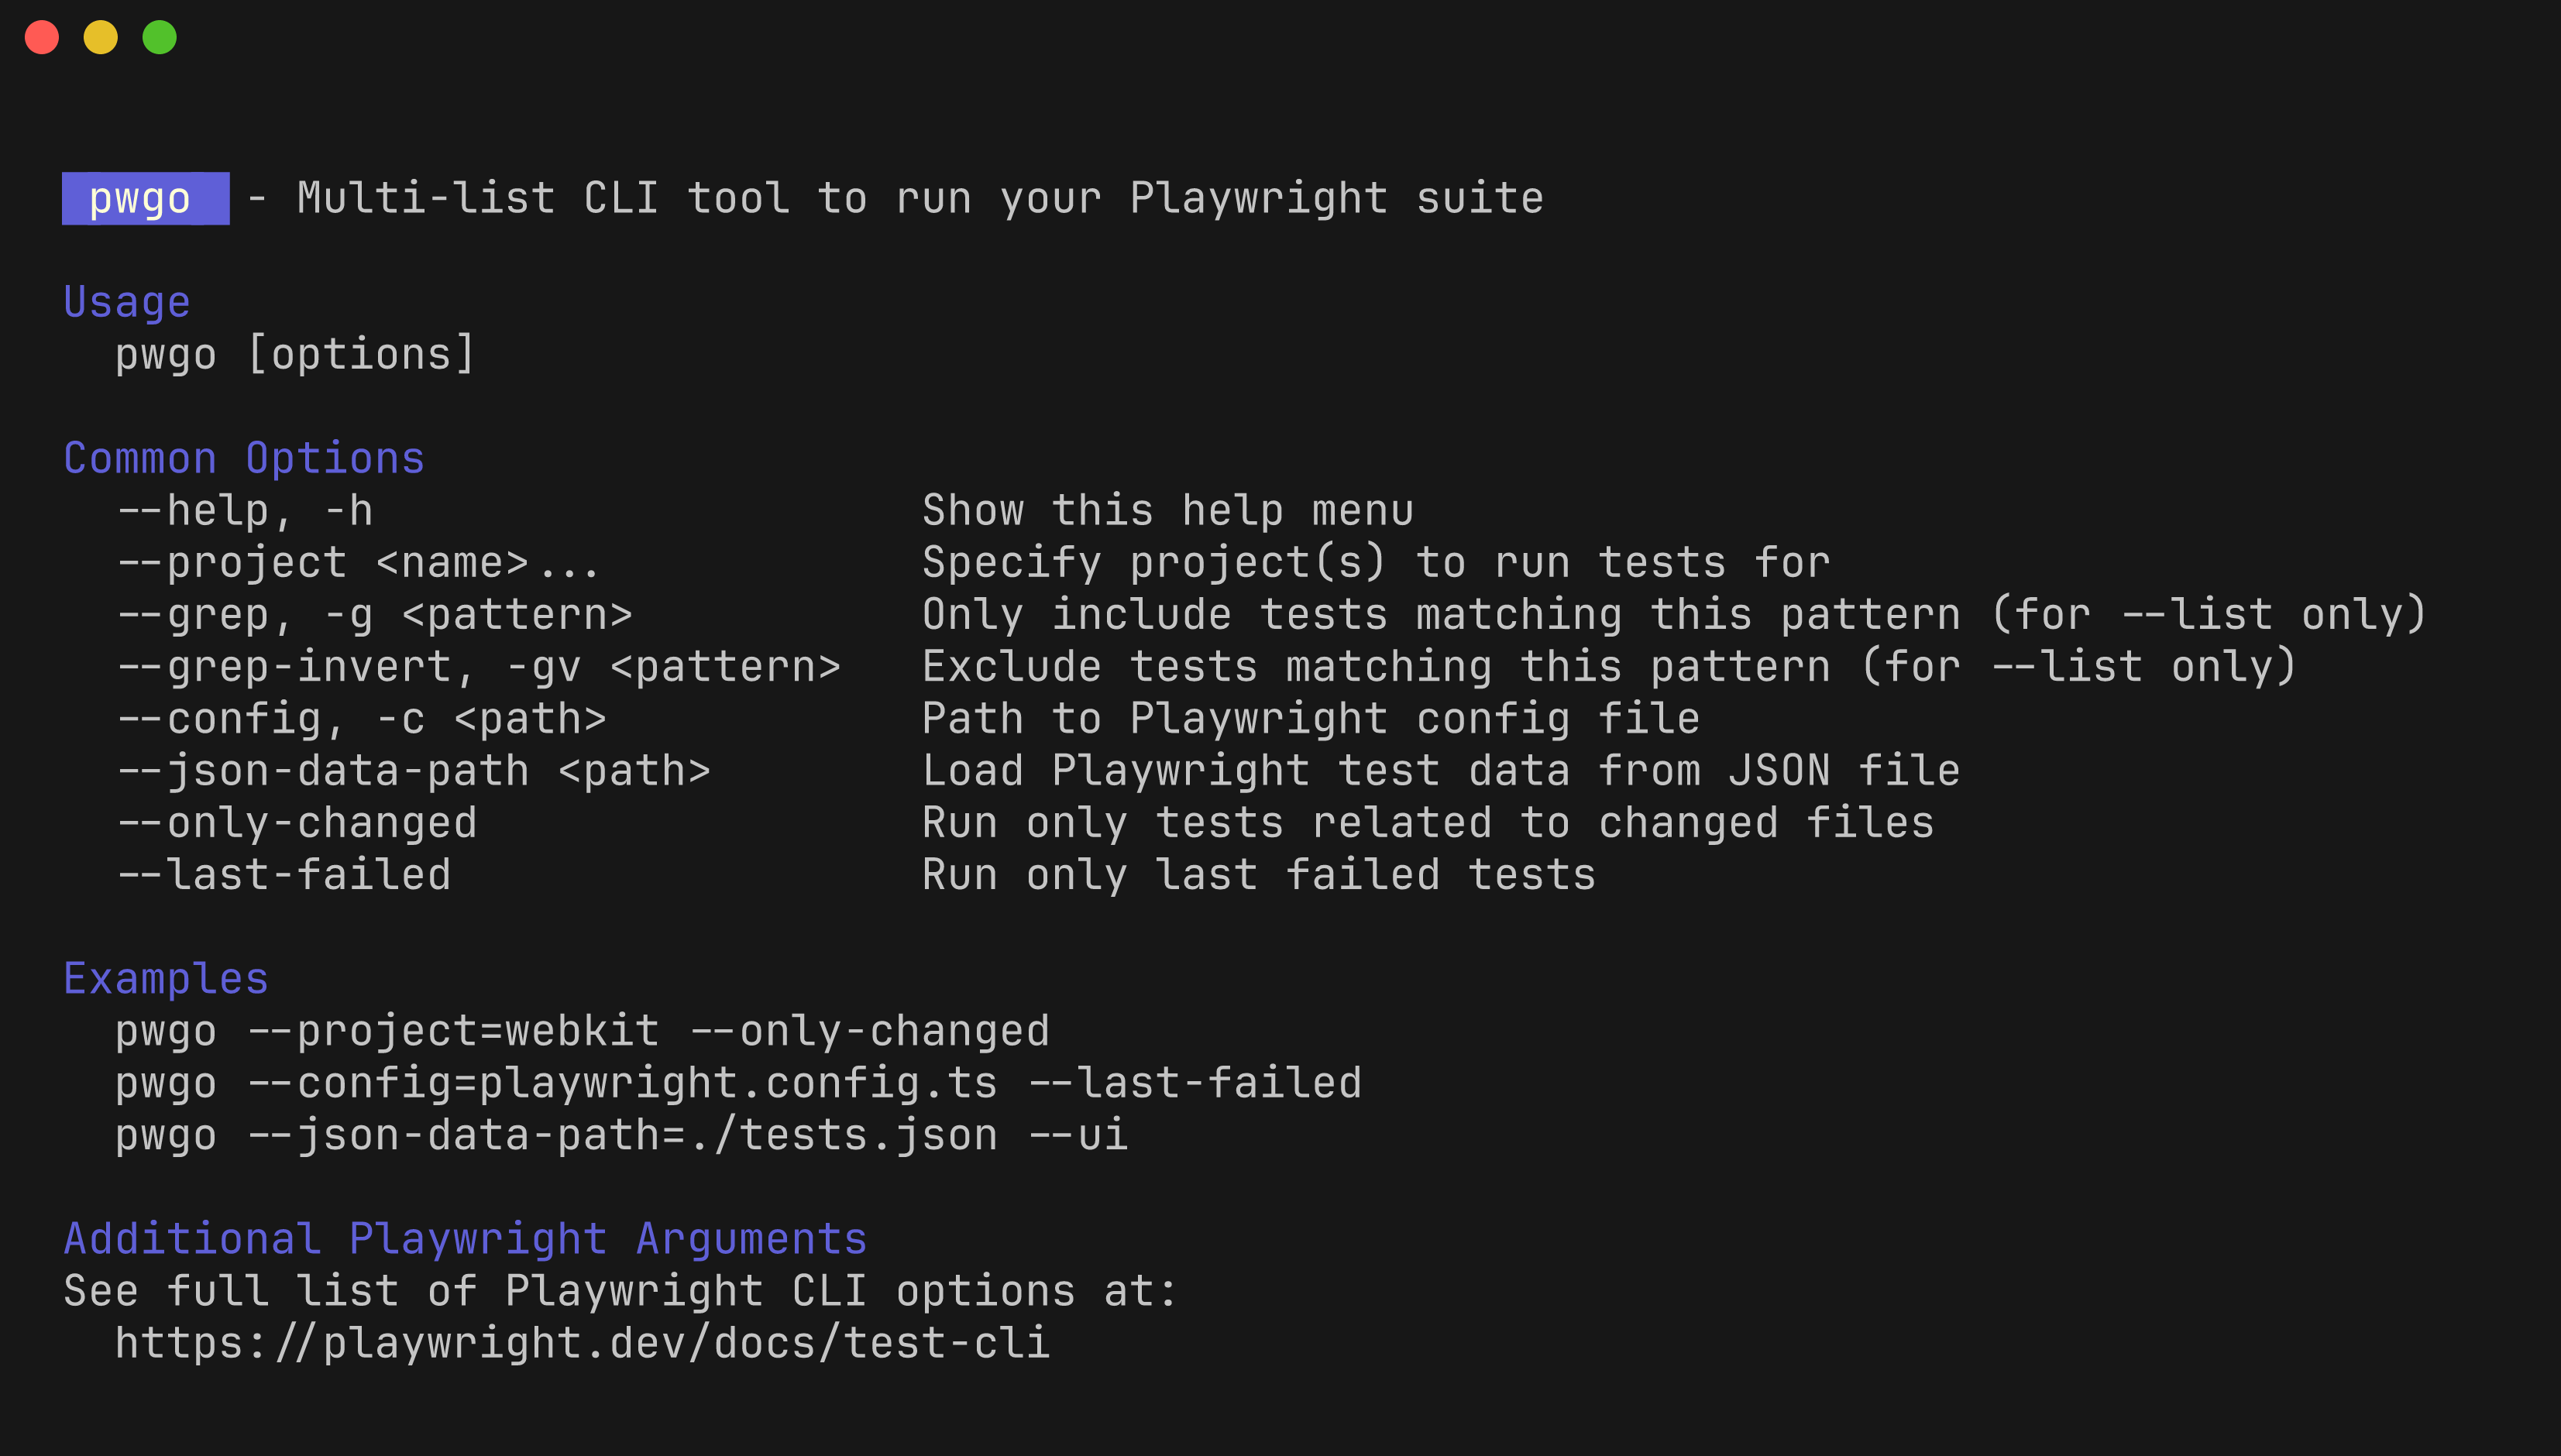 pwgo - Multi-list CLI tool to run your Playwright suite
Usage
pwgo [options]
Common Options
--help, -h Show this help menu
--project <name>... Specify project(s) to run tests for
--grep, -g <pattern> Only include tests matching this pattern (for --list only)
--grep-invert, -gv <pattern> Exclude tests matching this pattern (for --list only)
--config, -c <path> Path to Playwright config file
--json-data-path <path> Load Playwright test data from JSON file
--only-changed Run only tests related to changed files
--last-failed Run only last failed tests
Examples
pwgo --project=webkit --only-changed
pwgo --config=playwright.config.ts --last-failed
pwgo --json-data-path=./tests.json --ui
Additional Playwright Arguments
See full list of Playwright CLI options at:
https://playwright.dev/docs/test-cli